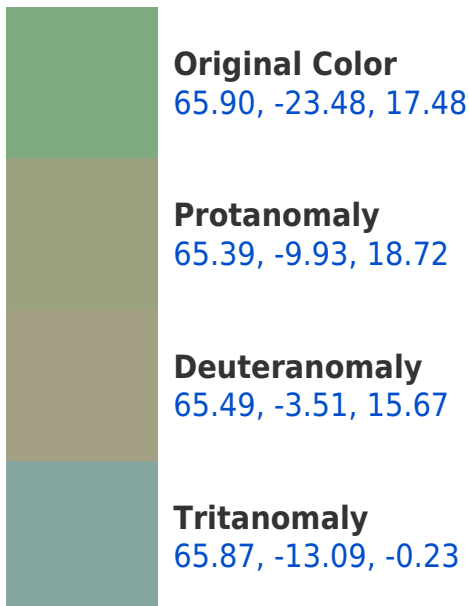 Original Color
65.90, -23.48, 17.48
Protanomaly
65.39, -9.93, 18.72
Deuteranomaly
65.49, -3.51, 15.67
Tritanomaly
65.87, -13.09, -0.23